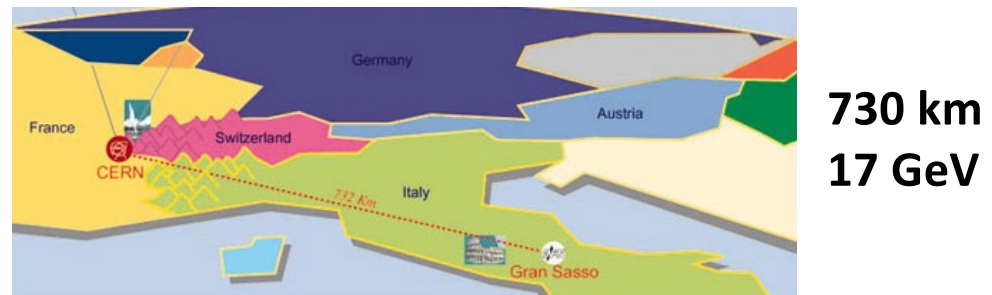 Germany
Austria
France
Switzerland
CERN
732 Km
Italy
Gran Sasso
730 km
17 GeV